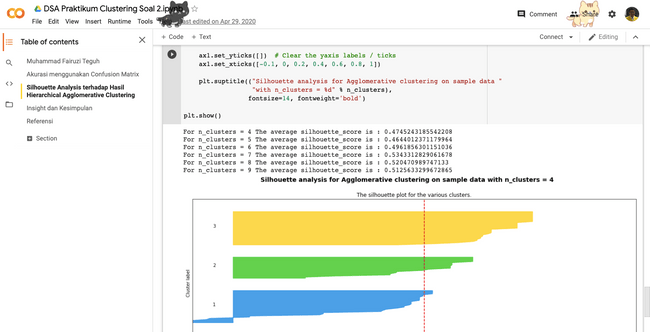 DSA Praktikum Clustering Soal 2.ipynb
File Edit View Insert Runtime Tools
last edited on Apr 29, 2020
Comment
Share
Table of contents
Muhammad Fairuzi Teguh
Akurasi menggunakan Confusion Matrix
Silhouette Analysis terhadap Hasil
Hierarchical Agglomerative Clustering
Insight dan Kesimpulan
Referensi
Section
+ Code + Text
Connect
Editing
ax1.set_yticks([]) # Clear the yaxis labels / ticks
ax1.set_xticks([-0.1, 0, 0.2, 0.4, 0.6, 0.8, 1])
plt.suptitle(("Silhouette analysis for Agglomerative clustering on sample data "
"with n_clusters = %d" % n_clusters),
fontsize=14, fontweight='bold')
plt.show()
For n_clusters = 4 The average silhouette_score is : 0.4745243185542208
For n_clusters = 5 The average silhouette_score is : 0.4644012371179964
For n_clusters = 6 The average silhouette_score is : 0.4961856301151036
For n_clusters = 7 The average silhouette_score is : 0.5343312829061678
For n_clusters = 8 The average silhouette_score is : 0.520470989747133
For n_clusters = 9 The average silhouette_score is : 0.5125633299672865
Silhouette analysis for Agglomerative clustering on sample data with n_clusters = 4
The silhouette plot for the various clusters.
3
2
1
Cluster label